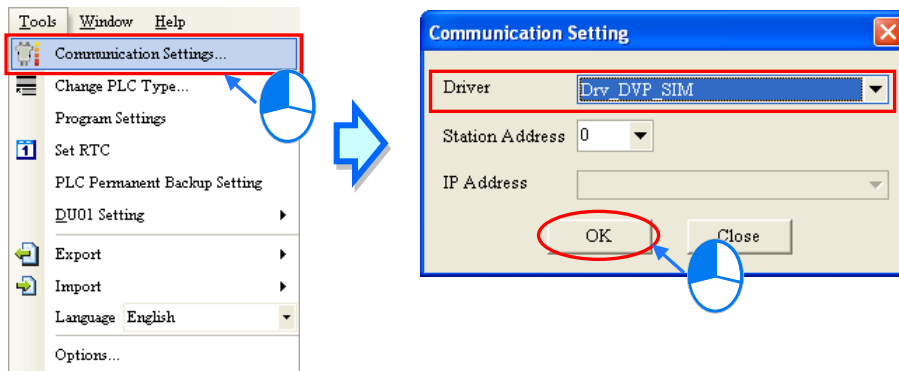 Tools Window Help
Communication Settings...
Change PLC Type...
Program Settings
1 Set RTC
PLC Permanent Backup Setting
DU01 Setting
Export
Import
Language English
Options...
Communication Setting
Driver Drv_DVP_SIM
Station Address 0
IP Address
OK Close